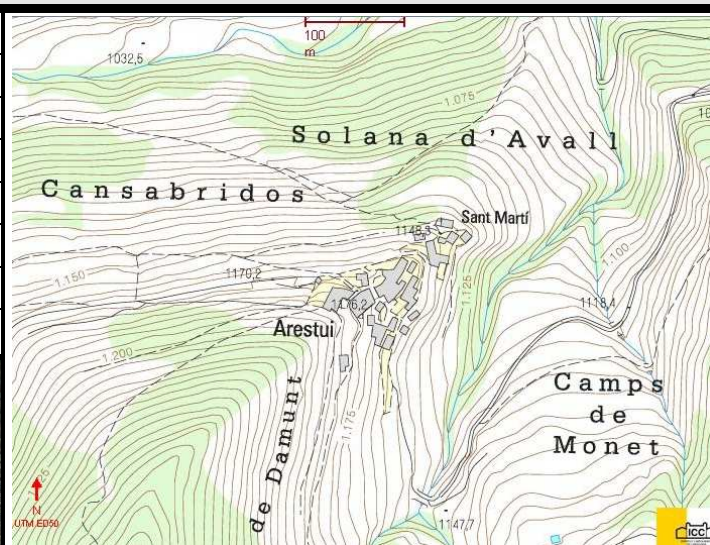 100
m
1032,5
1.075
Solana d'Avall
Cansabridos
Sant Martí
1148,3
1.150
1170,2
1.125
1.100
1176,2
1118,4
Arestui
1.200
Camps
de
Monet
de Damunt
1.175
N
UTM ED50
1147,7
icc